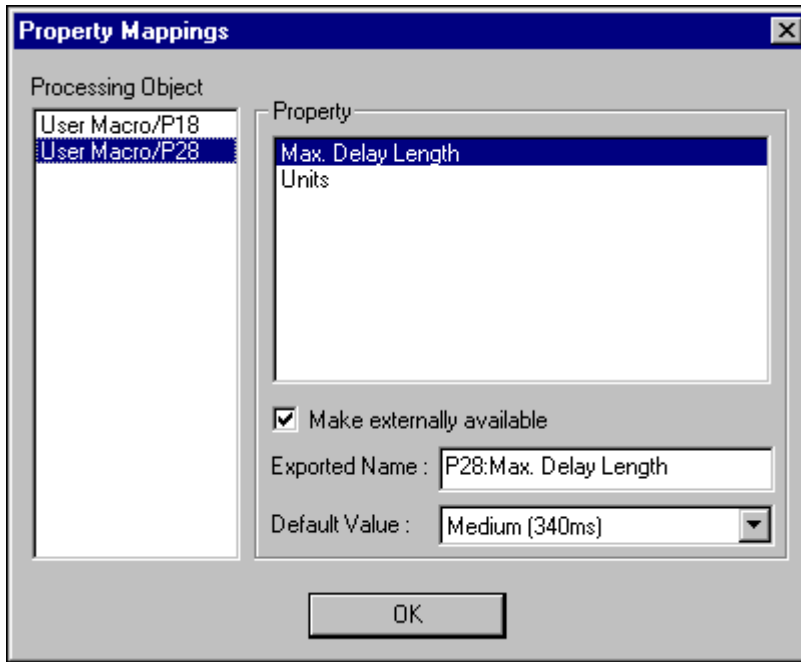 Property Mappings
Processing Object
User Macro/P18
User Macro/P28
Property
Max. Delay Length
Units
Make externally available
Exported Name : P28:Max. Delay Length
Default Value : Medium (340ms)
OK